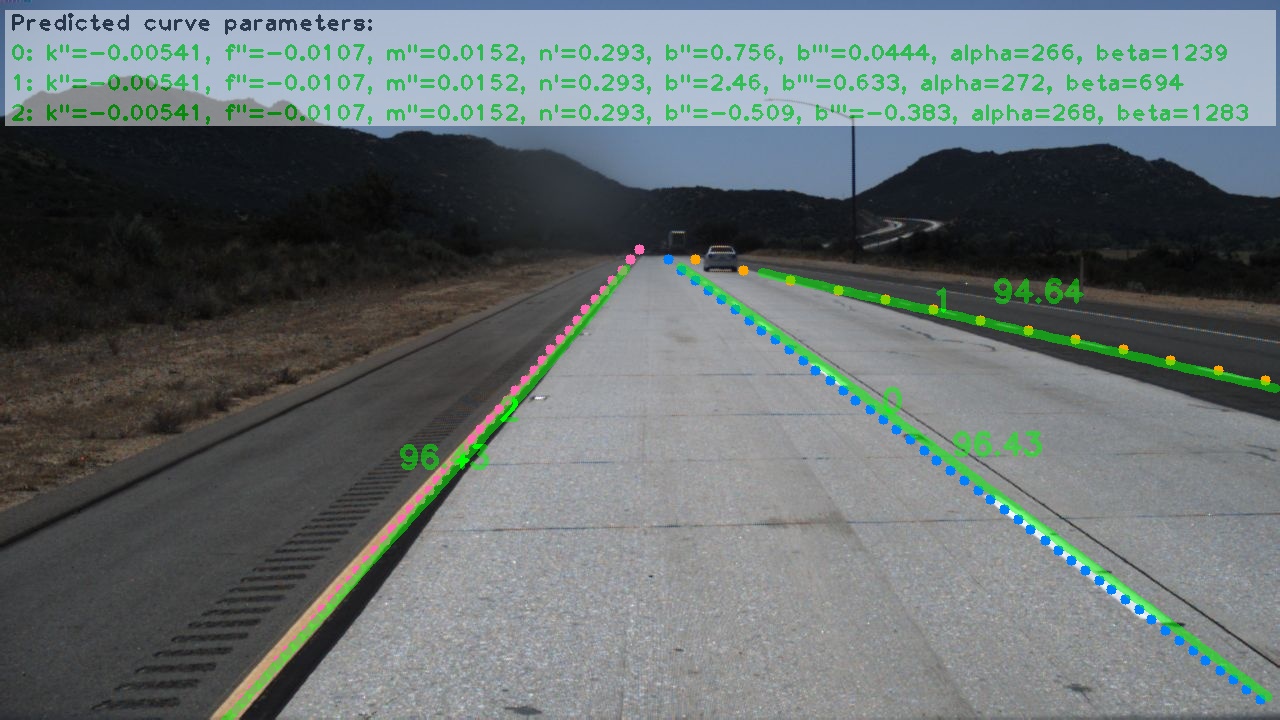 Predicted curve parameters:
0: k''=-0.00541, f''=-0.0107, m''=0.0152, n'=0.293, b''=0.756, b'''=0.0444, alpha=266, beta=1239
1: k''=-0.00541, f''=-0.0107, m''=0.0152, n'=0.293, b''=2.46, b'''=0.633, alpha=272, beta=694
2: k''=-0.00541, f''=-0.0107, m''=0.0152, n'=0.293, b''=-0.509, b'''=-0.383, alpha=268, beta=1283
1 94.64
0
2
96.43
96.43